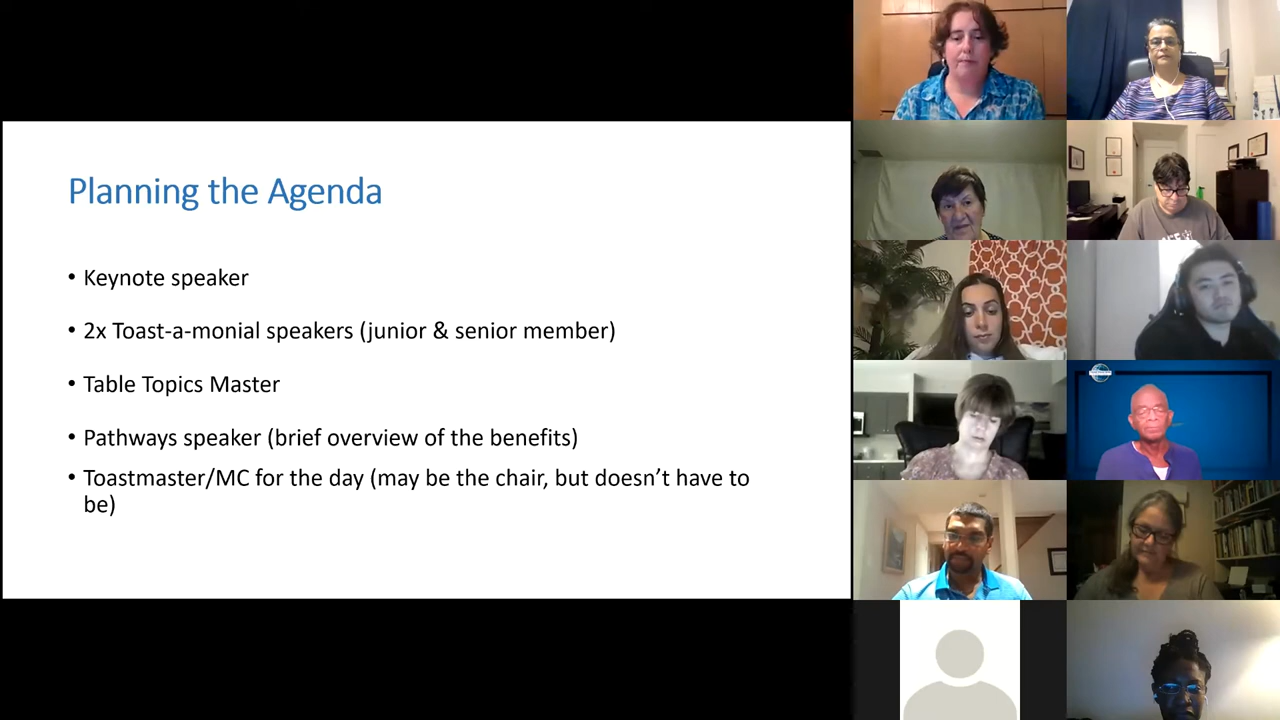 Planning the Agenda
• Keynote speaker
• 2x Toast-a-monial speakers (junior & senior member)
• Table Topics Master
• Pathways speaker (brief overview of the benefits)
• Toastmaster/MC for the day (may be the chair, but doesn’t have to
be)